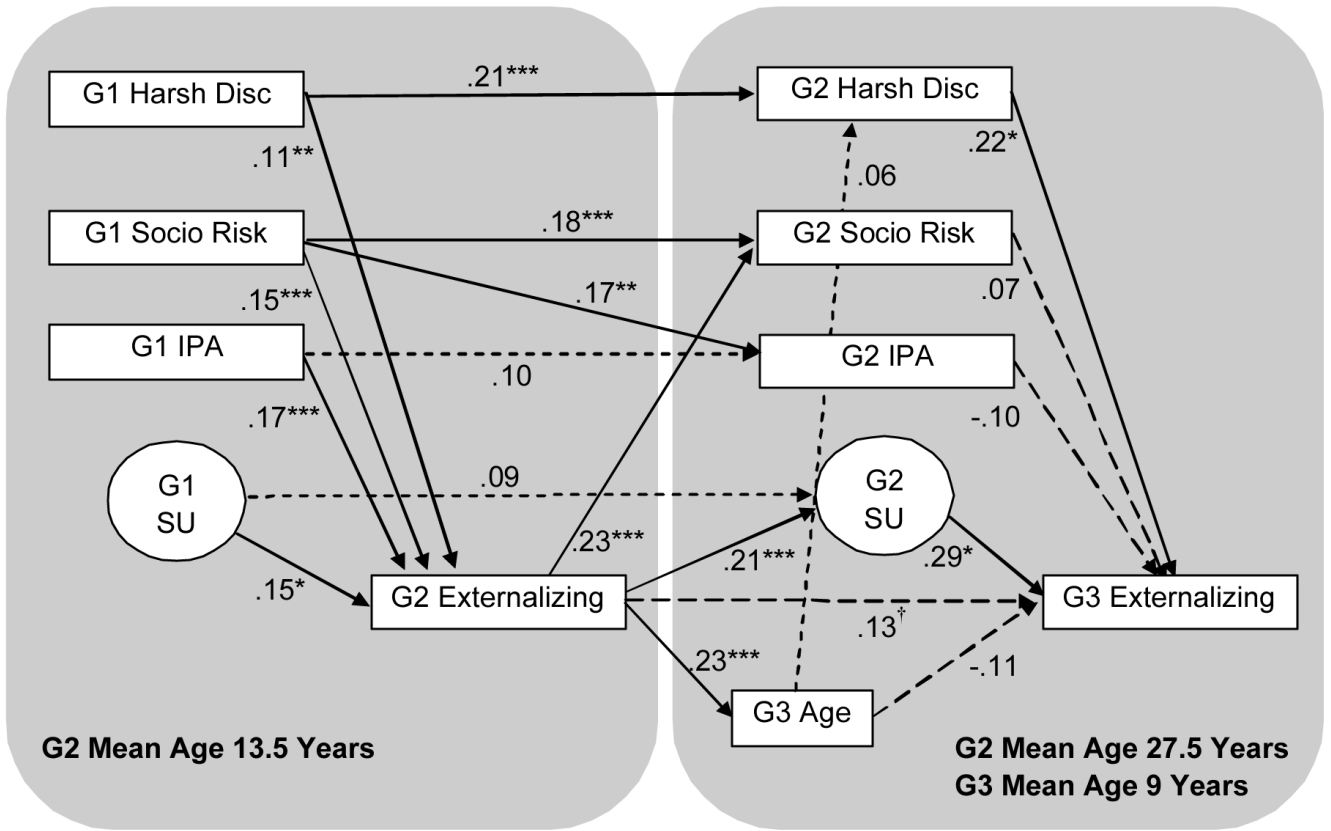 G1 Harsh Disc
.21***
G2 Harsh Disc
.11**
.22*
.06
G1 Socio Risk
.18***
G2 Socio Risk
.15***
.17**
.07
G1 IPA
.10
G2 IPA
.17***
-.10
G1
SU
.09
G2
SU
.23***
.21***
.29*
.15*
G2 Externalizing
.13†
G3 Externalizing
.23***
-.11
G3 Age
G2 Mean Age 13.5 Years
G2 Mean Age 27.5 Years
G3 Mean Age 9 Years